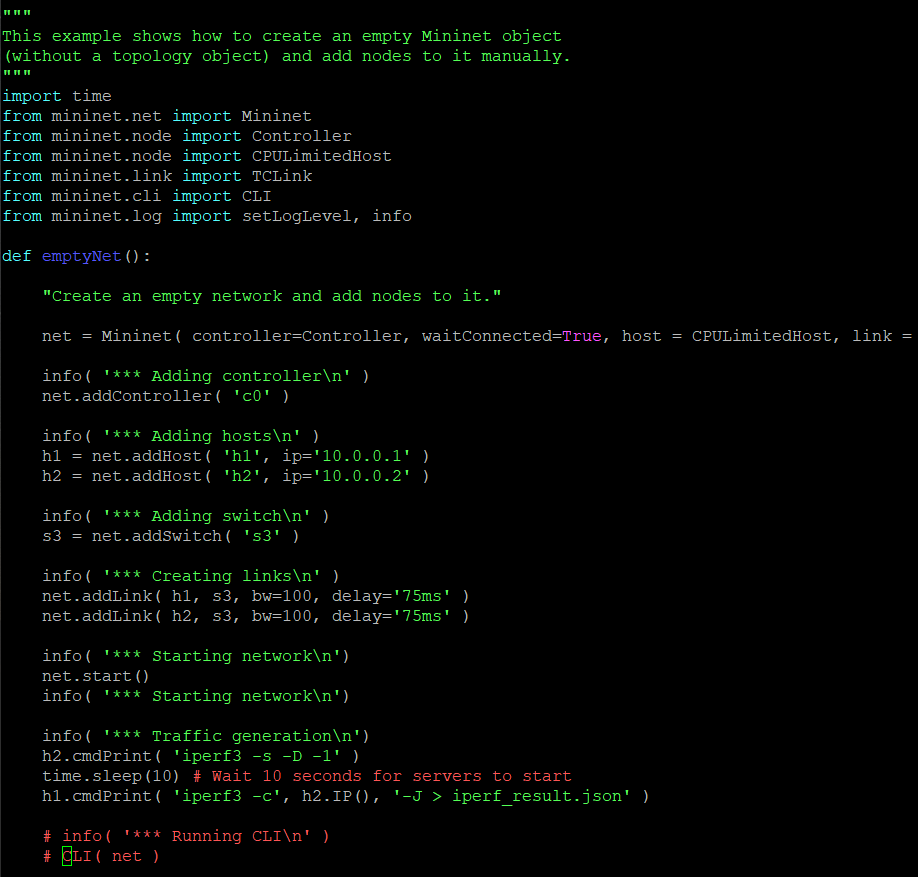 """
This example shows how to create an empty Mininet object
(without a topology object) and add nodes to it manually.
"""
import time
from mininet.net import Mininet
from mininet.node import Controller
from mininet.node import CPULimitedHost
from mininet.link import TCLink
from mininet.cli import CLI
from mininet.log import setLogLevel, info

def emptyNet():

    "Create an empty network and add nodes to it."

    net = Mininet( controller=Controller, waitConnected=True, host = CPULimitedHost, link =

    info( '*** Adding controller\n' )
    net.addController( 'c0' )

    info( '*** Adding hosts\n' )
    h1 = net.addHost( 'h1', ip='10.0.0.1' )
    h2 = net.addHost( 'h2', ip='10.0.0.2' )

    info( '*** Adding switch\n' )
    s3 = net.addSwitch( 's3' )

    info( '*** Creating links\n' )
    net.addLink( h1, s3, bw=100, delay='75ms' )
    net.addLink( h2, s3, bw=100, delay='75ms' )

    info( '*** Starting network\n')
    net.start()
    info( '*** Starting network\n')

    info( '*** Traffic generation\n')
    h2.cmdPrint( 'iperf3 -s -D -1' )
    time.sleep(10) # Wait 10 seconds for servers to start
    h1.cmdPrint( 'iperf3 -c', h2.IP(), '-J > iperf_result.json' )

    # info( '*** Running CLI\n' )
    # CLI( net )